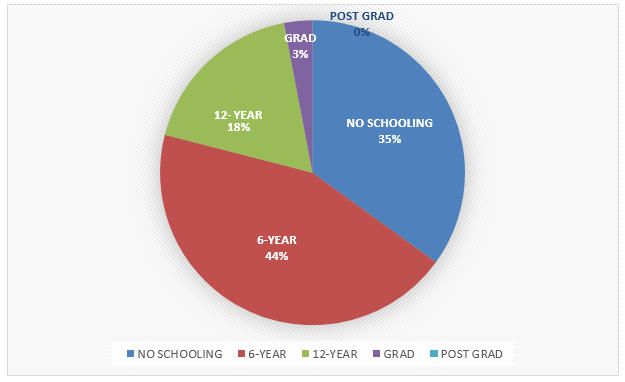 POST GRAD
0%
GRAD
3%
NO SCHOOLING
35%
12- YEAR
18%
6-YEAR
44%
NO SCHOOLING 6-YEAR 12-YEAR GRAD POST GRAD